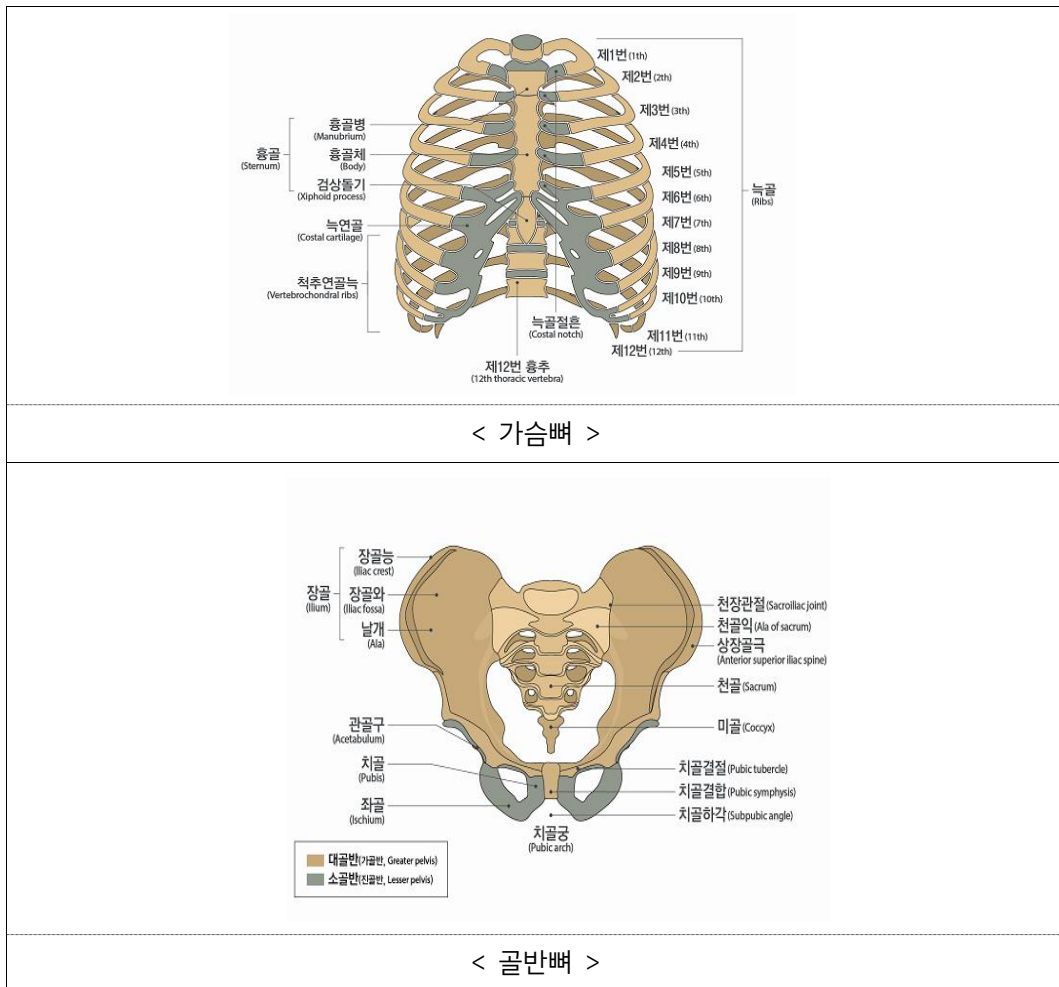 제1번(1th)
제2번(2th)
제3번(3th)
제4번(4th)
제5번(5th)
제6번(6th)
제7번(7th)
제8번(8th)
제9번(9th)
제10번(10th)
제11번(11th)
제12번(12th)
늑골
(Ribs)
흉골
(Sternum)
흉골병
(Manubrium)
흉골체
(Body)
검상돌기
(Xiphoid process)
늑연골
(Costal cartilage)
척추연골늑
(Vertebrochondral ribs)
늑골절흔
(Costal notch)
제12번 흉추
(12th thoracic vertebra)
< 가슴뼈 >
장골
(Ilium)
장골능
(Iliac crest)
장골와
(Iliac fossa)
날개
(Ala)
관골구
(Acetabulum)
치골
(Pubis)
좌골
(Ischium)
천장관절(Sacroiliac joint)
천골익(Ala of sacrum)
상장골극
(Anterior superior iliac spine)
천골(Sacrum)
미골(Coccyx)
치골결절(Pubic tubercle)
치골결합(Pubic symphysis)
치골하각(Subpubic angle)
치골궁
(Pubic arch)
대골반(가골반, Greater pelvis)
소골반(진골반, Lesser pelvis)
< 골반뼈 >